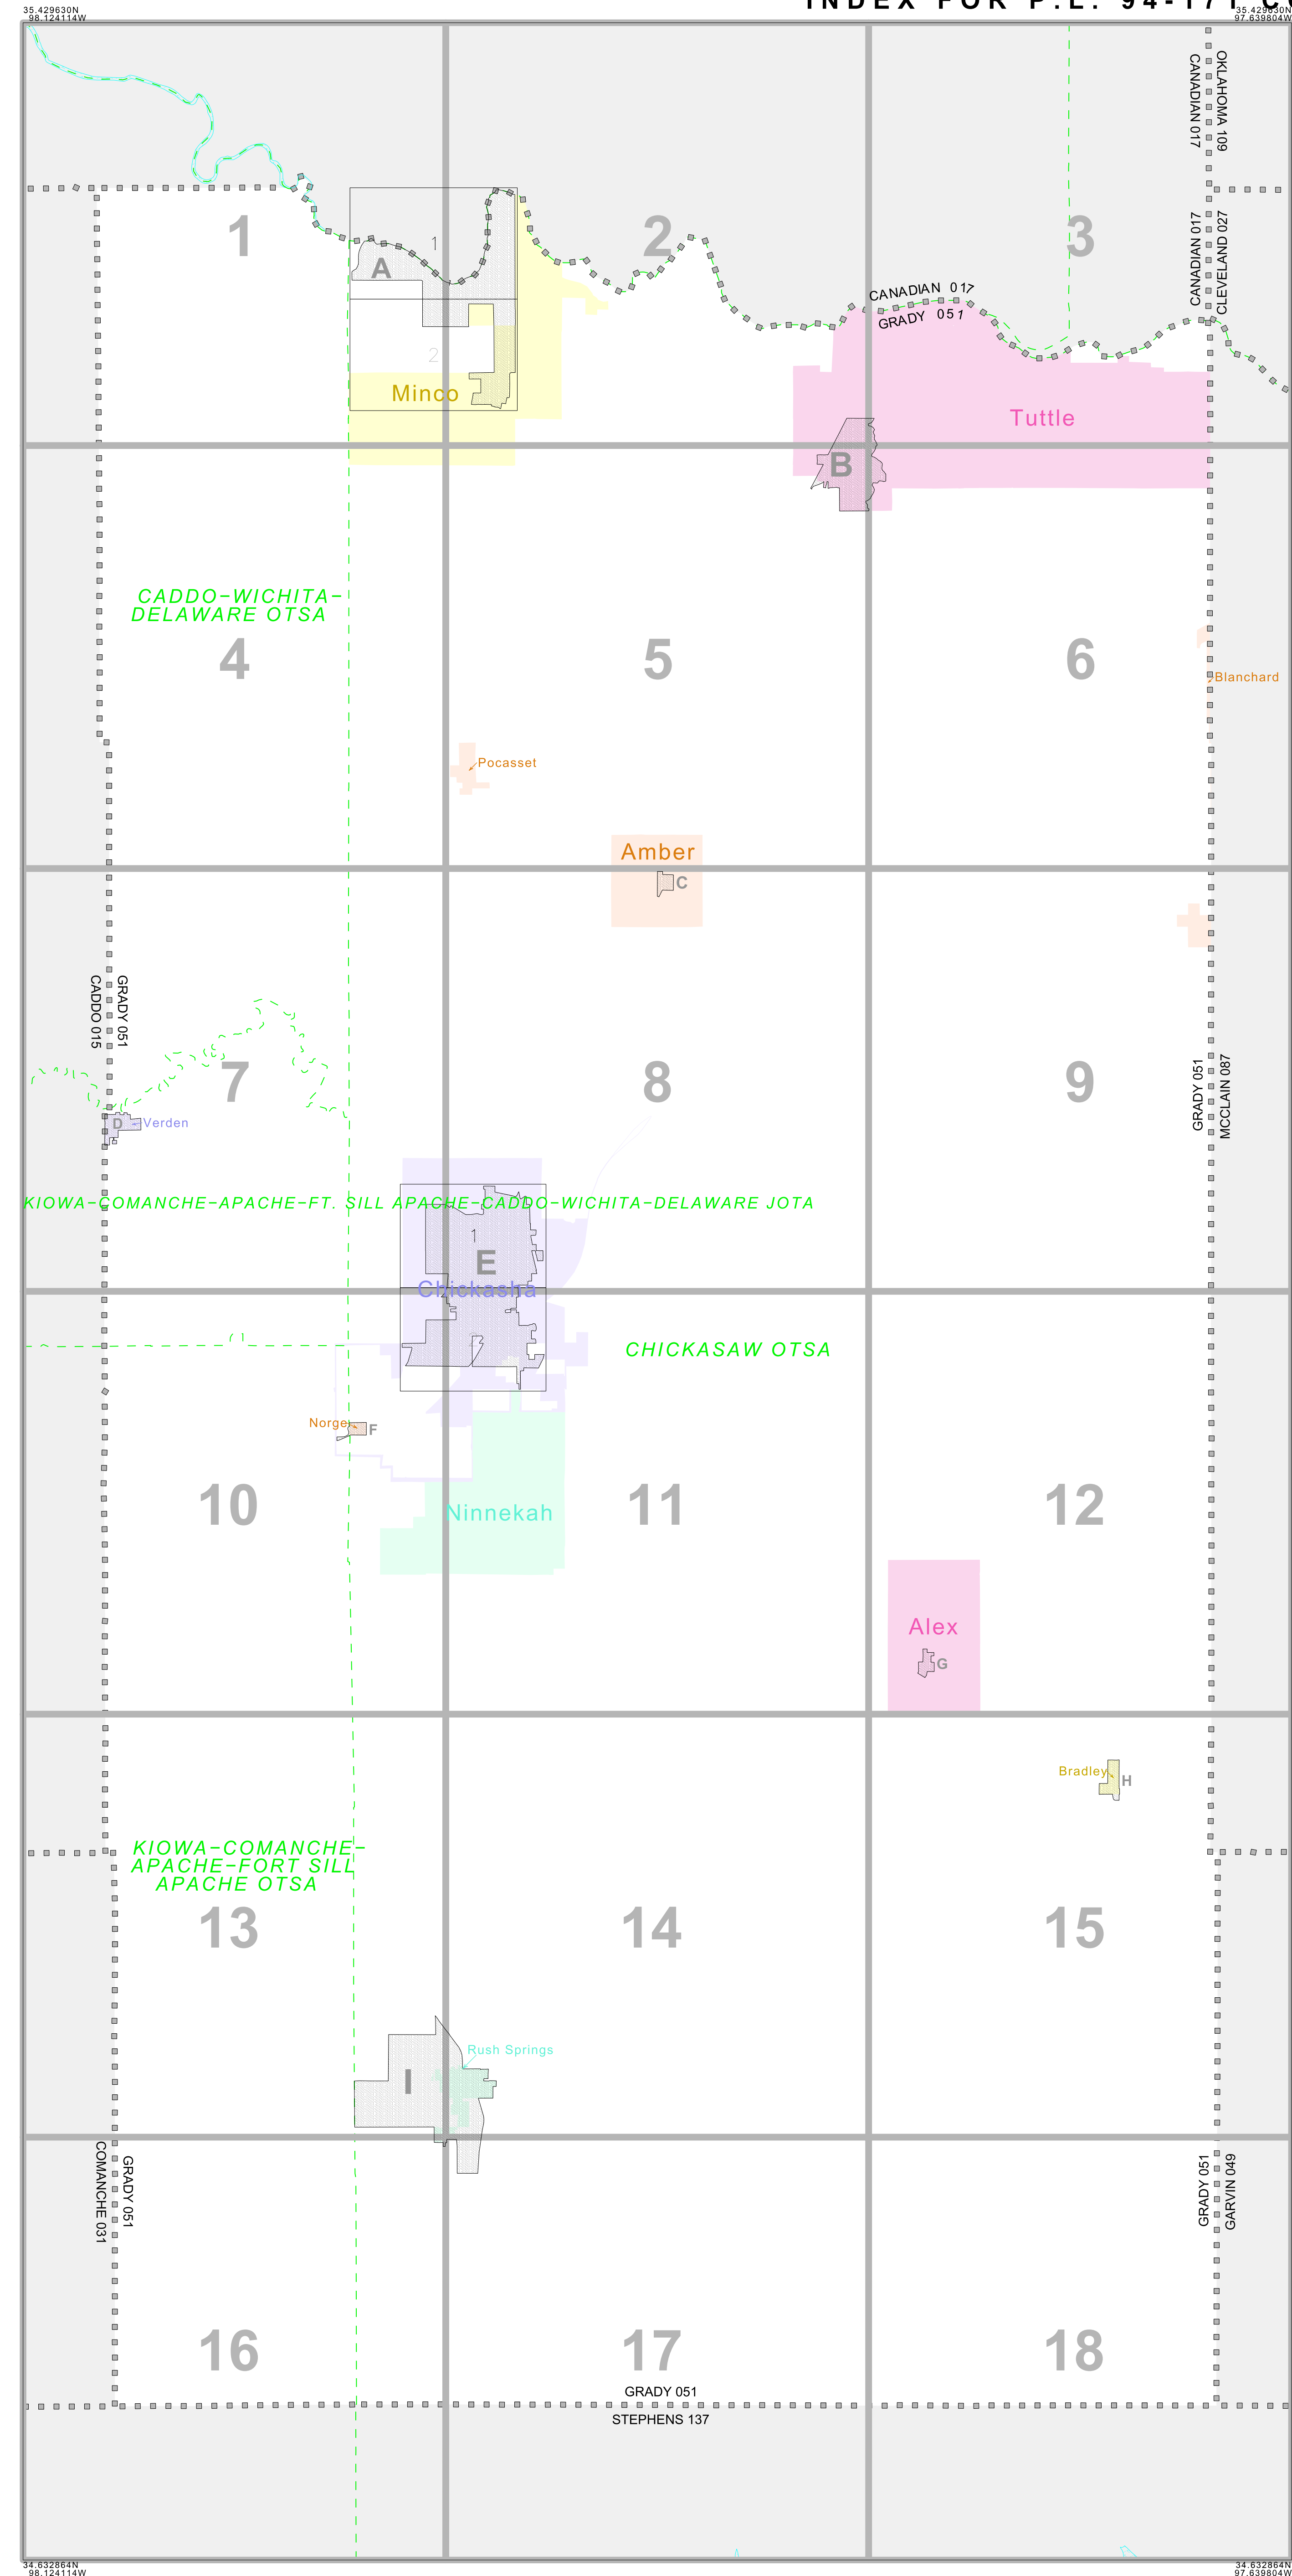 INDEX FOR P.L. 94-171 CO
35.429630N
98.124114W
35.429630N
97.639804W
CANADIAN 017
OKLAHOMA 109
1
2
3
CANADIAN 017
CLEVELAND 027
A
1
CANADIAN 017
GRADY 051
2
Minco
Tuttle
B
CADDO-WICHITA-
DELAWARE OTSA
4
5
6
Blanchard
Pocasset
Amber
C
CADDO 015
GRADY 051
7
8
9
GRADY 051
MCCLAIN 087
D
Verden
KIOWA-COMANCHE-APACHE-FT. SILL APACHE-CADDO-WICHITA-DELAWARE JOTA
1
E
Chickasha
2
CHICKASAW OTSA
Norge
F
10
11
12
Ninnekah
Alex
G
Bradley
H
KIOWA-COMANCHE-
APACHE-FORT SILL
APACHE OTSA
13
14
15
Rush Springs
I
COMANCHE 031
GRADY 051
GRADY 051
GARVIN 049
16
17
18
GRADY 051
STEPHENS 137
34.632864N
98.124114W
34.632864N
97.639804W